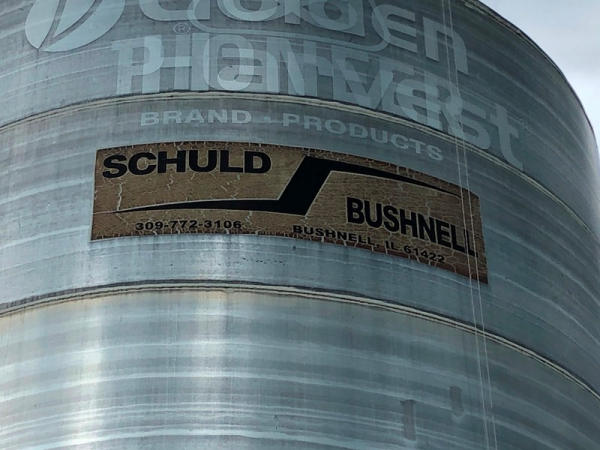 Golden
®
Harvest
BRAND - PRODUCTS
SCHULD
BUSHNELL
309-772-3106
BUSHNELL, IL 61422